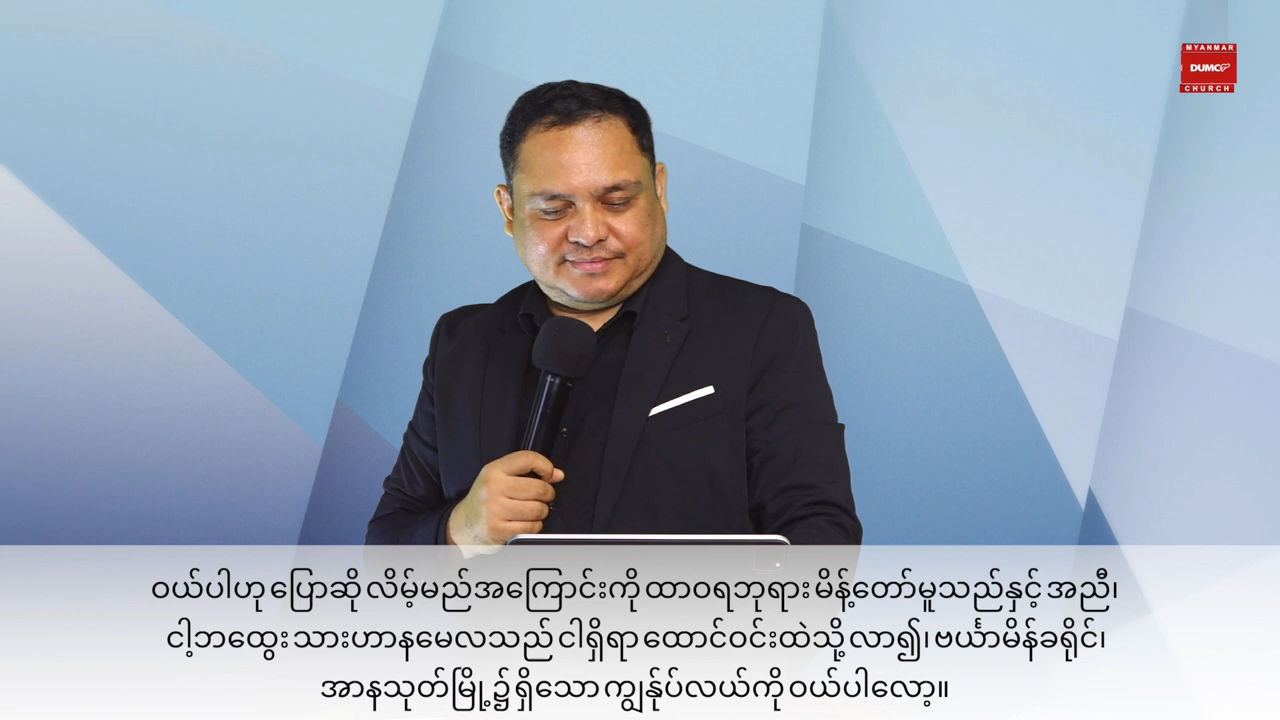 MYANMAR
DUMC
CHURCH
ဝယ်ပါဟု ပြောဆိုလိမ့်မည်အကြောင်းကို ထာဝရဘုရား မိန့်တော်မူသည်နှင့် အညီ၊
ငါ့ဘထွေး သားဟာနမေလသည် ငါရှိရာ ထောင်ဝင်းထဲသို့ လာ၍၊ ဗင်္ယာမိန်ခရိုင်၊
အာနသုတ်မြို့၌ ရှိသော ကျွန်ုပ်လယ်ကို ဝယ်ပါလော့။